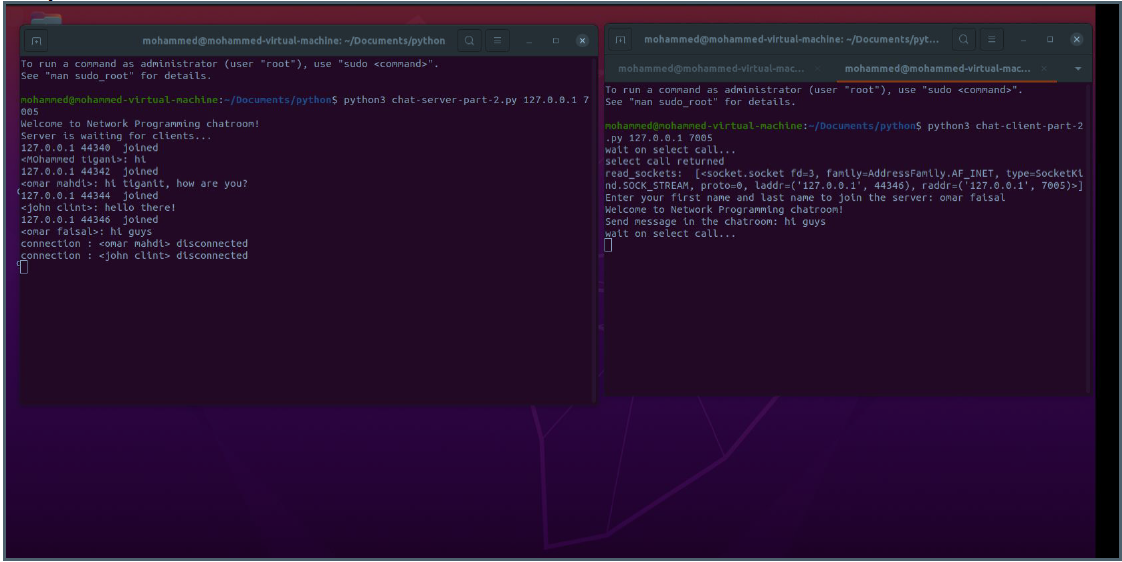 mohammed@mohammed-virtual-machine: ~/Documents/python
To run a command as administrator (user "root"), use "sudo <command>".
See "man sudo_root" for details.
mohammed@mohammed-virtual-machine:~/Documents/python$ python3 chat-server-part-2.py 127.0.0.1 7
005
Welcome to Network Programming chatroom!
Server is waiting for clients...
127.0.0.1 44340  joined
<MOhammed tigani>: hi
127.0.0.1 44342  joined
<omar mahdi>: hi tiganit, how are you?
127.0.0.1 44344  joined
<john clint>: hello there!
127.0.0.1 44346  joined
<omar faisal>: hi guys
connection : <omar mahdi> disconnected
connection : <john clint> disconnected
mohammed@mohammed-virtual-machine: ~/Documents/pyt...
mohammed@mohammed-virtual-mac...
mohammed@mohammed-virtual-mac...
To run a command as administrator (user "root"), use "sudo <command>".
See "man sudo_root" for details.
mohammed@mohammed-virtual-machine:~/Documents/python$ python3 chat-client-part-2
.py 127.0.0.1 7005
wait on select call...
select call returned
read_sockets:  [<socket.socket fd=3, family=AddressFamily.AF_INET, type=SocketKi
nd.SOCK_STREAM, proto=0, laddr=('127.0.0.1', 44346), raddr=('127.0.0.1', 7005)>]
Enter your first name and last name to join the server: omar faisal
Welcome to Network Programming chatroom!
Send message in the chatroom: hi guys
wait on select call...